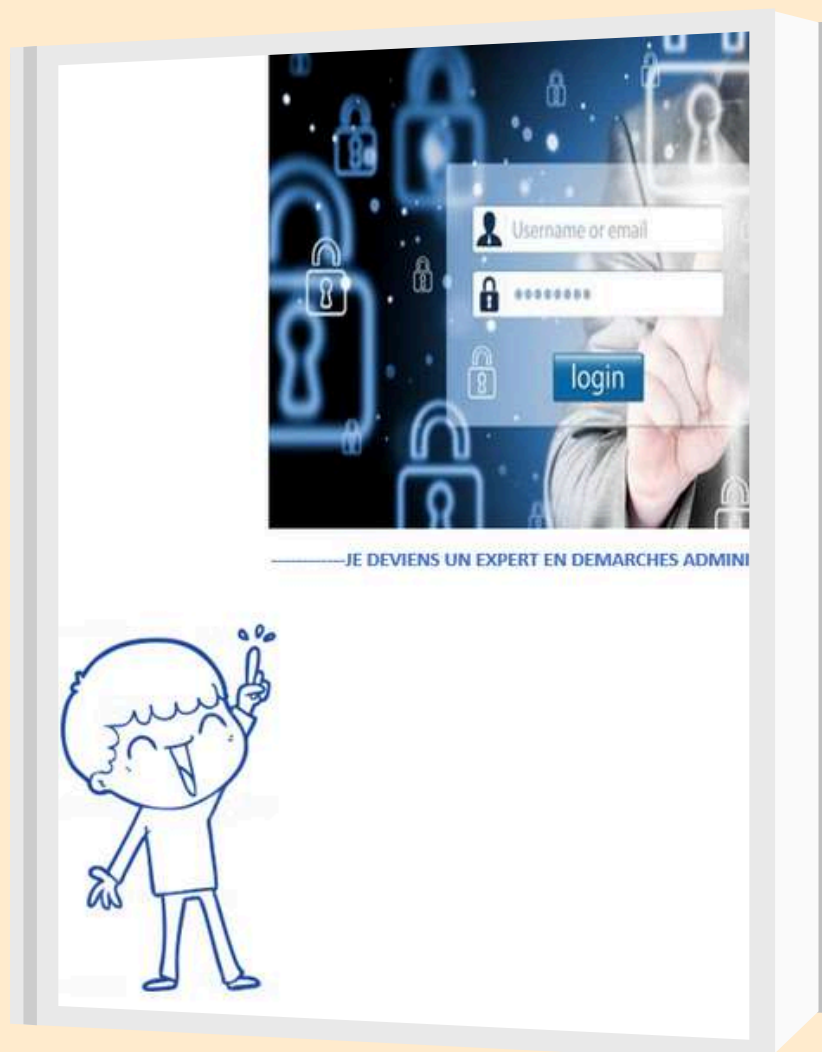 Username or email
login
-------------JE DEVIENS UN EXPERT EN DEMARCHES ADMINI